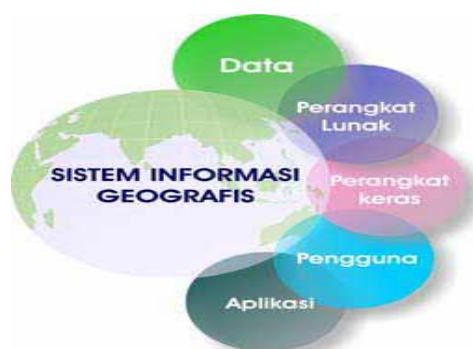 Data
Perangkat
Lunak
SISTEM INFORMASI
GEOGRAFIS
Perangkat
keras
Pengguna
Aplikasi